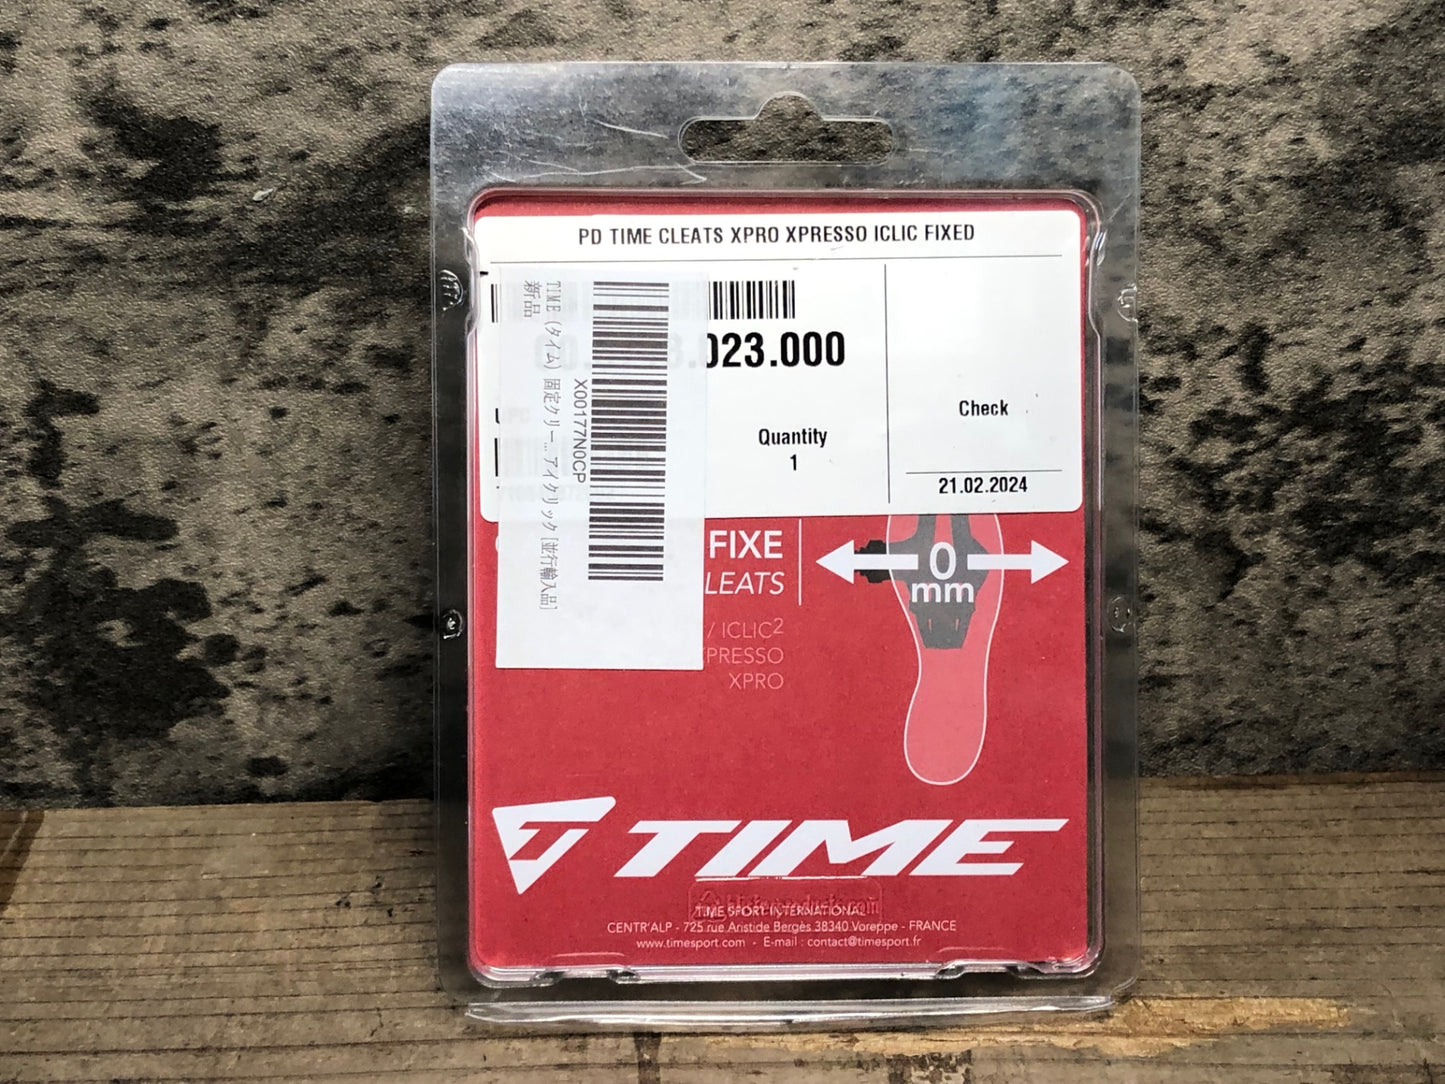 PD TIME CLEATS XPRO XPRESSO ICLIC FIXED
023.000
Quantity
1
Check
21.02.2024
TIME (タイム) 固定クリー... アイクリック [並行輸入品]
新品
X00177N0CP
FIXE
LEATS
/ ICLIC2
PRESSO
XPRO
0
mm
TIME
TIME SPORT INTERNATIONAL
CENTR'ALP - 725 rue Aristide Bergès 38340 Voreppe - FRANCE
www.timesport.com - E-mail : contact@timesport.fr